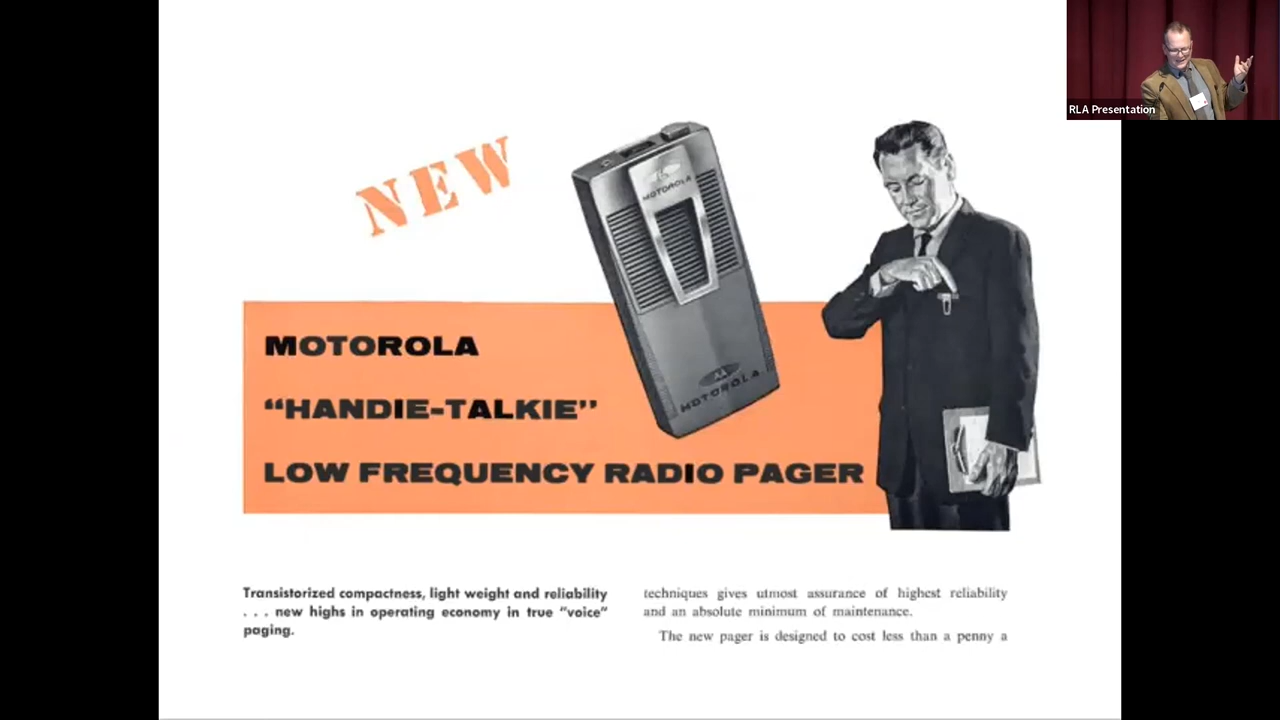 RLA Presentation
NEW
MOTOROLA
MOTOROLA
MOTOROLA
“HANDIE-TALKIE”
LOW FREQUENCY RADIO PAGER
Transistorized compactness, light weight and reliability
. . . new highs in operating economy in true “voice”
paging.
techniques gives utmost assurance of highest reliability
and an absolute minimum of maintenance.
The new pager is designed to cost less than a penny a